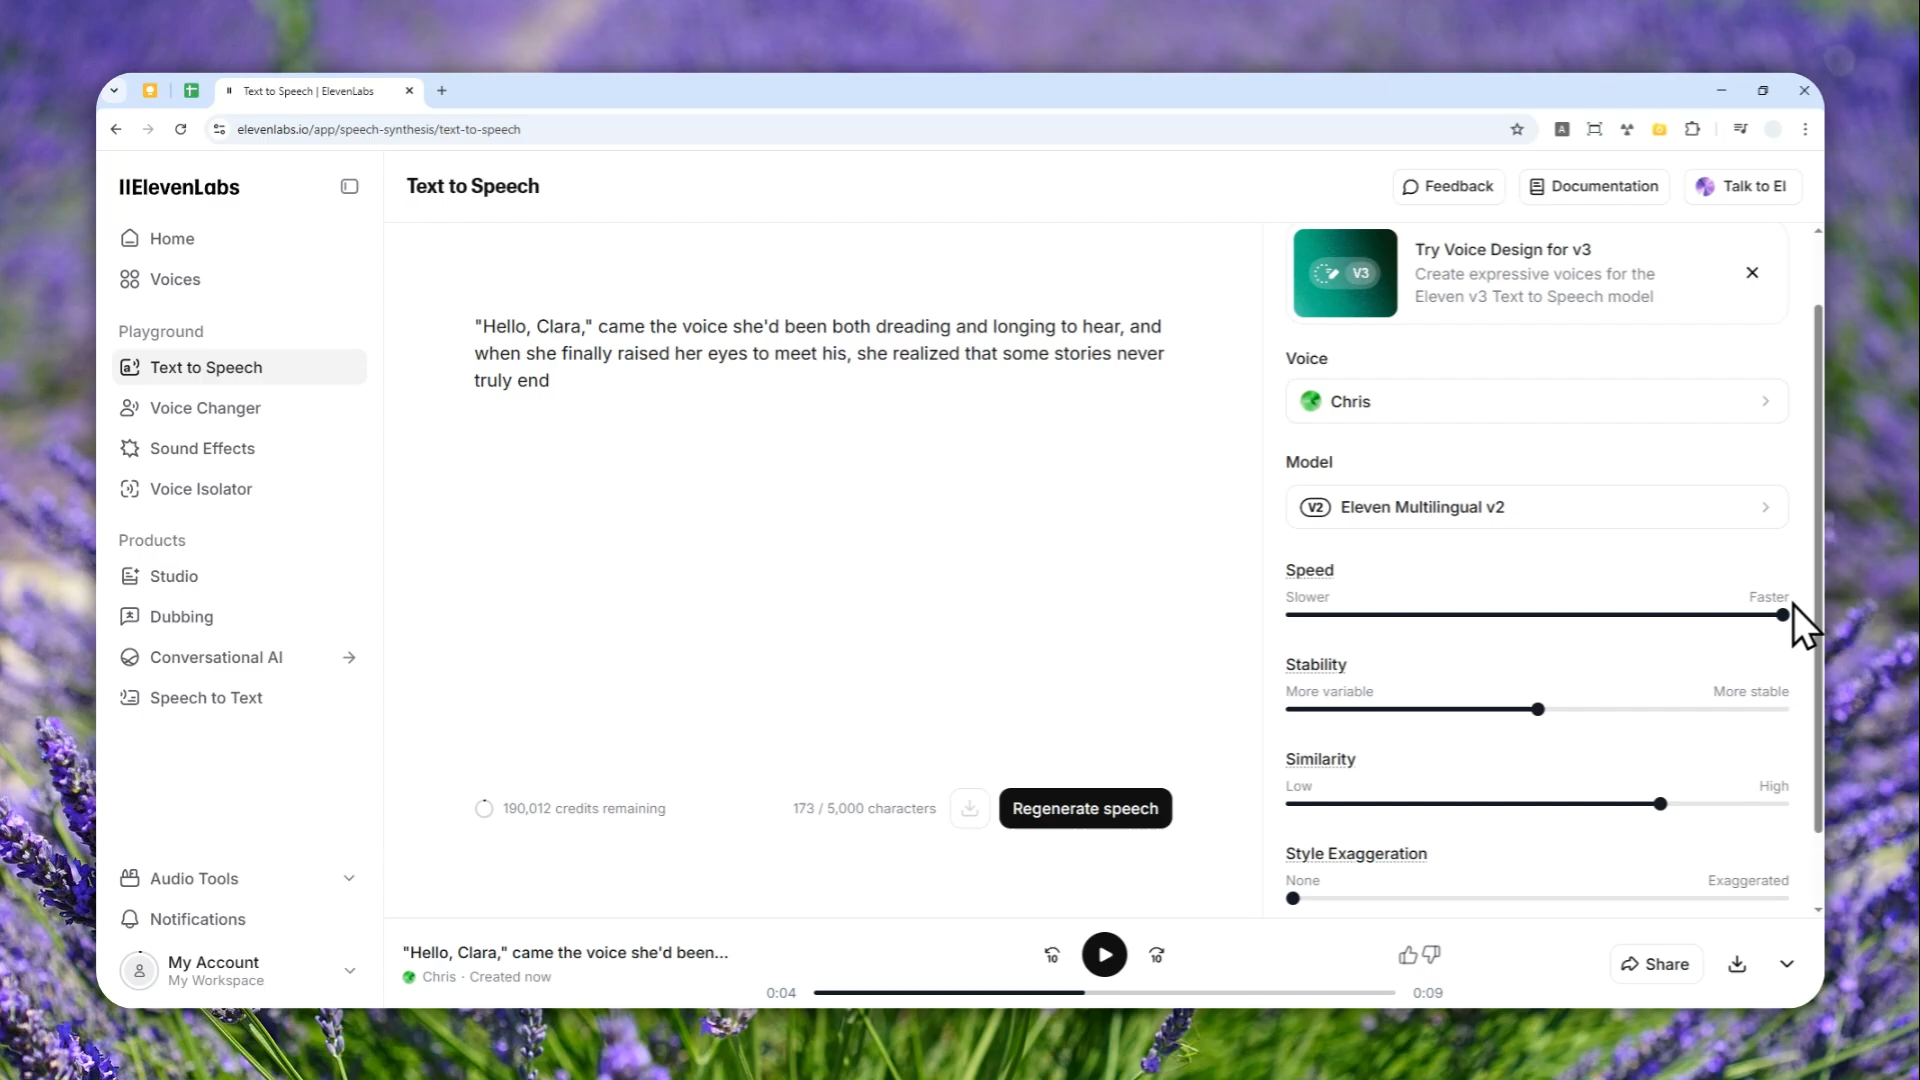 Text to Speech | ElevenLabs
elevenlabs.io/app/speech-synthesis/text-to-speech
A
IIElevenLabs
Home
Voices
Playground
Text to Speech
Voice Changer
Sound Effects
Voice Isolator
Products
Studio
Dubbing
Conversational AI
Speech to Text
Audio Tools
Notifications
My Account
My Workspace
Text to Speech
Feedback
Documentation
Talk to El
"Hello, Clara," came the voice she'd been both dreading and longing to hear, and
when she finally raised her eyes to meet his, she realized that some stories never
truly end
190,012 credits remaining
173 / 5,000 characters
Regenerate speech
V3
Try Voice Design for v3
Create expressive voices for the
Eleven v3 Text to Speech model
Voice
Chris
Model
V2 Eleven Multilingual v2
Speed
Slower Faster
Stability
More variable More stable
Similarity
Low High
Style Exaggeration
None Exaggerated
"Hello, Clara," came the voice she'd been...
Chris · Created now
10
10
0:04
0:09
Share